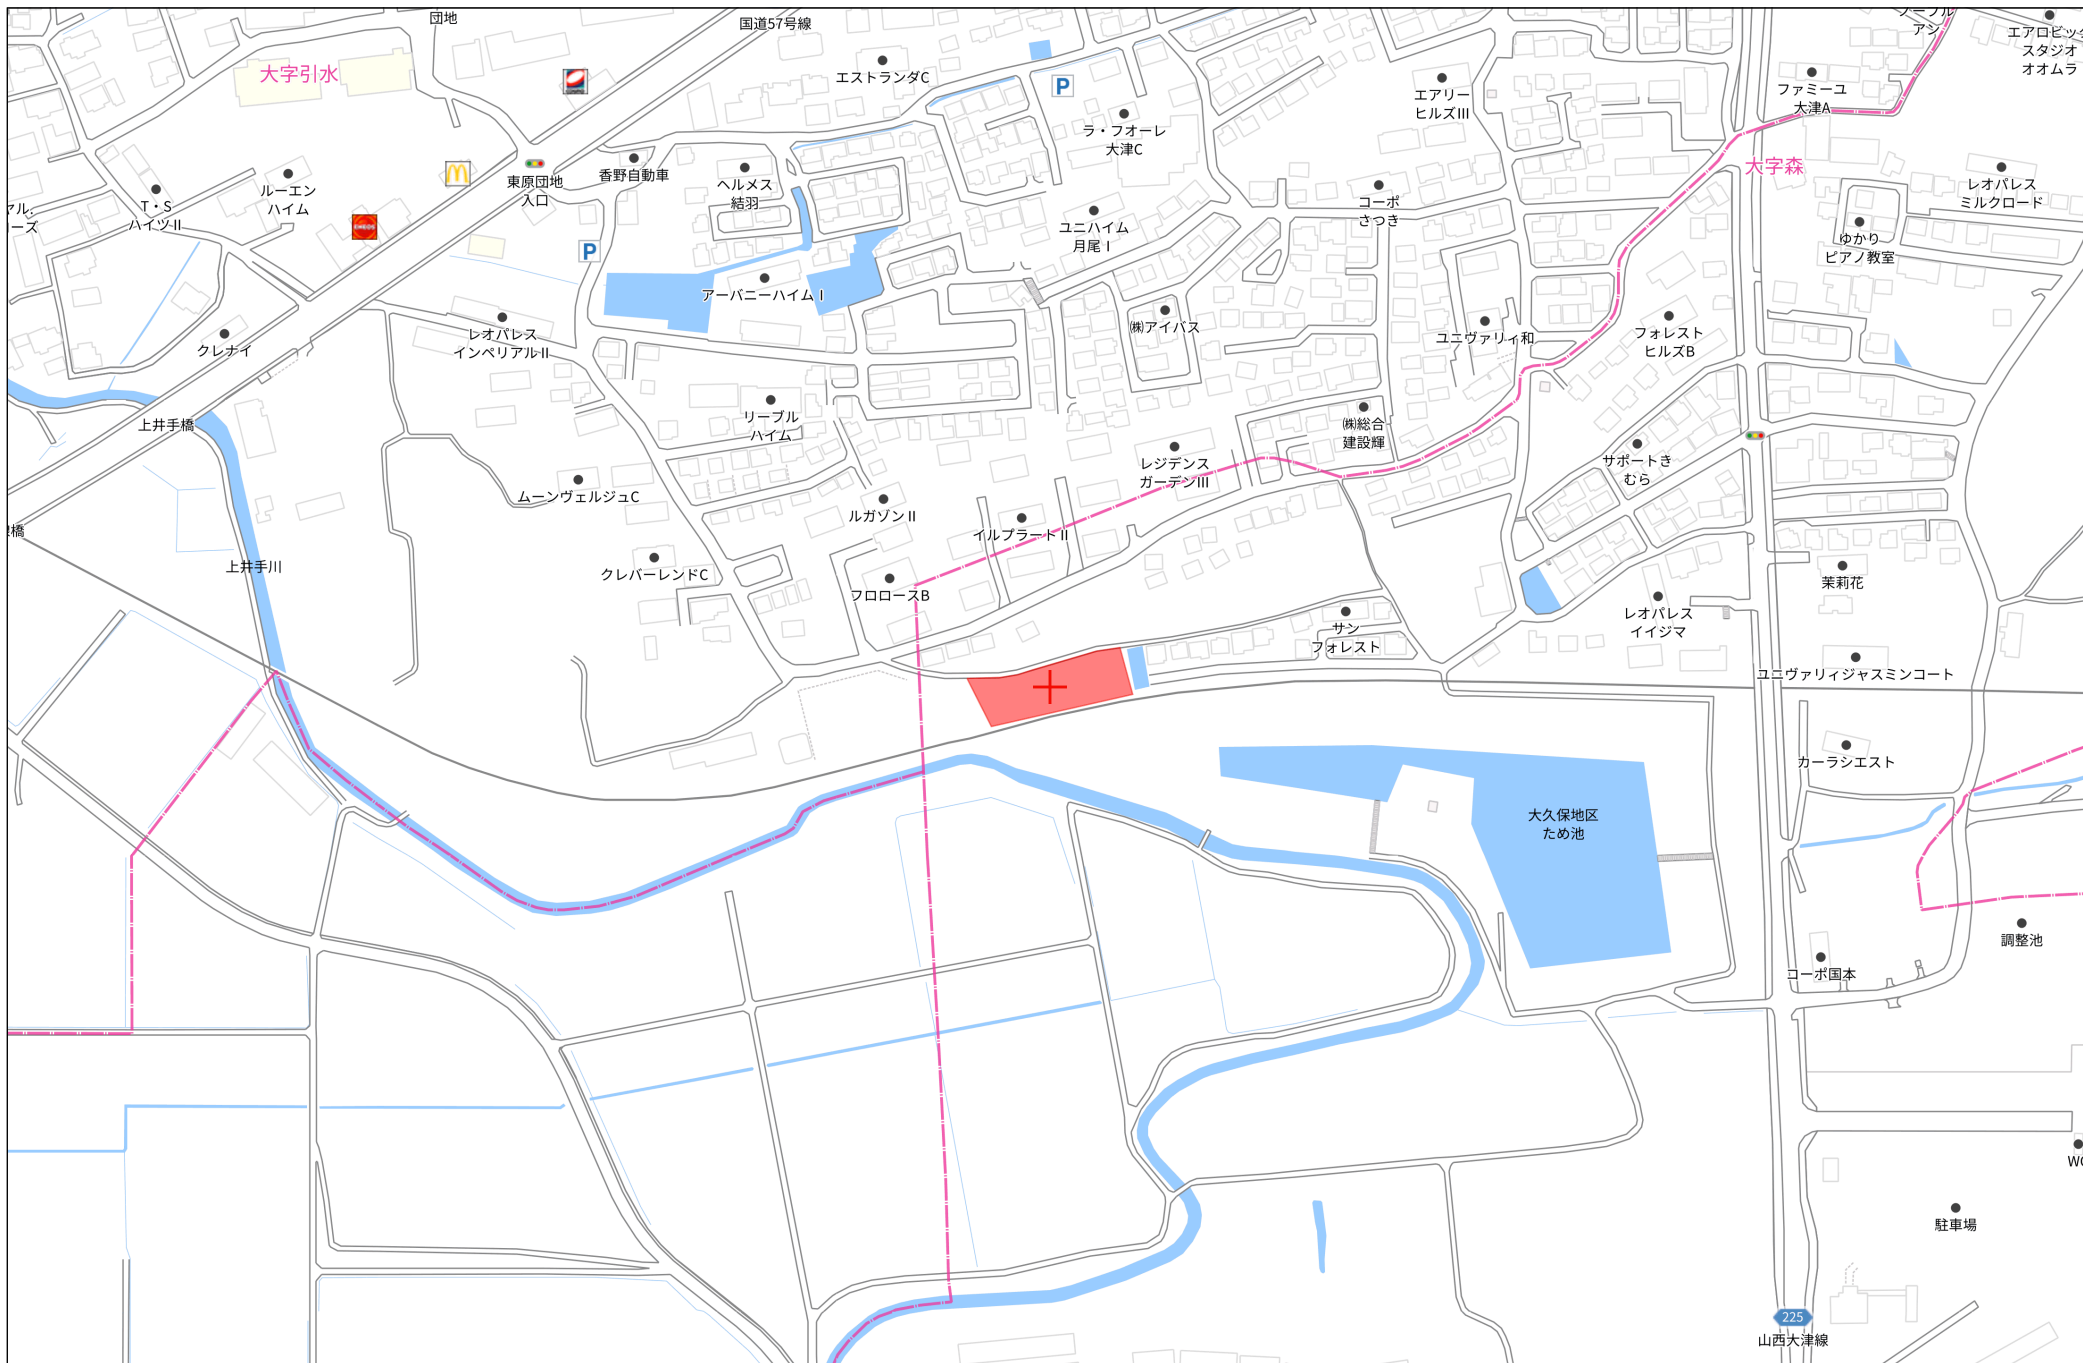 団地
国道57号線
大字引水
エストランダC
P
ラ・フオーレ
大津C
エアリー
ヒルズIII
アン
ファミーユ
大津A
エアロビック
スタジオ
オオムラ
大字森
レオパレス
ミルクロード
ゆかり
ピアノ教室
T・S
ハイツII
ルーエン
ハイム
ENEOS
東原団地
入口
香野自動車
ヘルメス
結羽
P
アーバニーハイムI
ユニハイム
月尾I
コーポ
さつき
㈱アイバス
ユニヴァリィ和
フォレスト
ヒルズB
クレナイ
レオパレス
インペリアルII
上井手橋
リーブル
ハイム
㈱総合
建設輝
レジデンス
ガーデンIII
サポートき
むら
ムーンヴェルジュC
ルガゾンII
イルプラートII
橋
上井手川
クレバーレンドC
フロロースB
サン
フォレスト
レオパレス
イイジマ
茉莉花
ユニヴァリィジャスミンコート
カーラシエスト
大久保地区
ため池
調整池
コーポ国本
駐車場
225
山西大津線